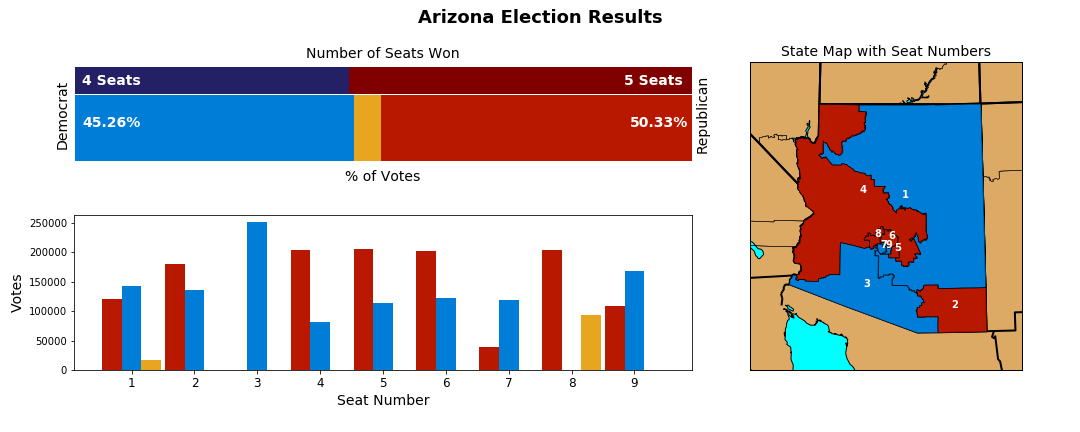 Arizona Election Results
Number of Seats Won
4 Seats
5 Seats
Democrat
Republican
45.26%
50.33%
% of Votes
State Map with Seat Numbers
4
1
8
6
7
9
5
3
2
Votes
250000
200000
150000
100000
50000
0
1 2 3 4 5 6 7 8 9
Seat Number